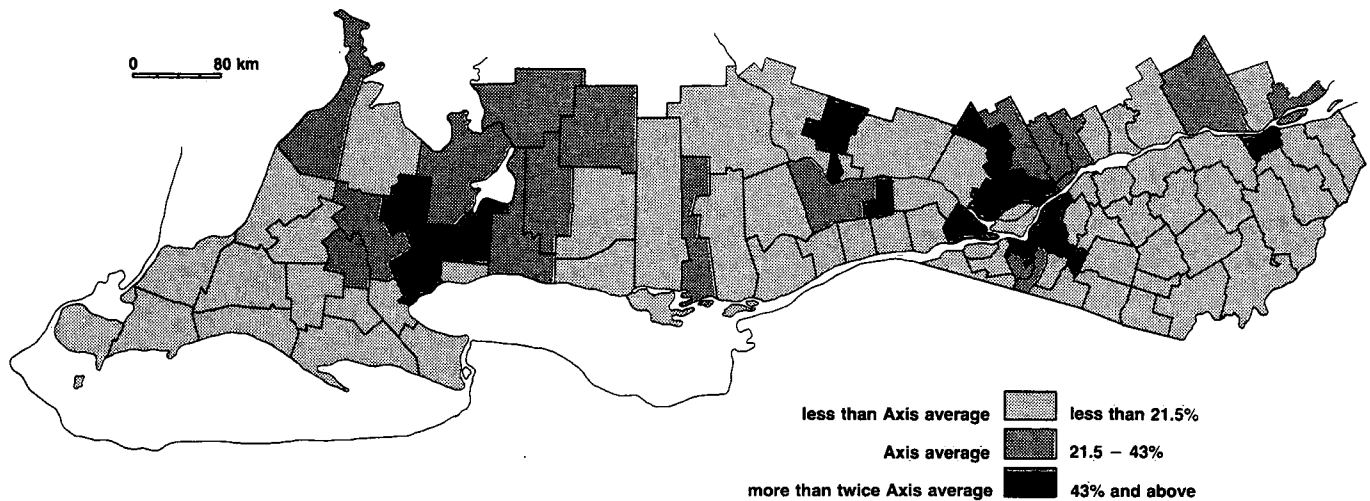 0 80 km
less than Axis average less than 21.5%
Axis average 21.5 – 43%
more than twice Axis average 43% and above